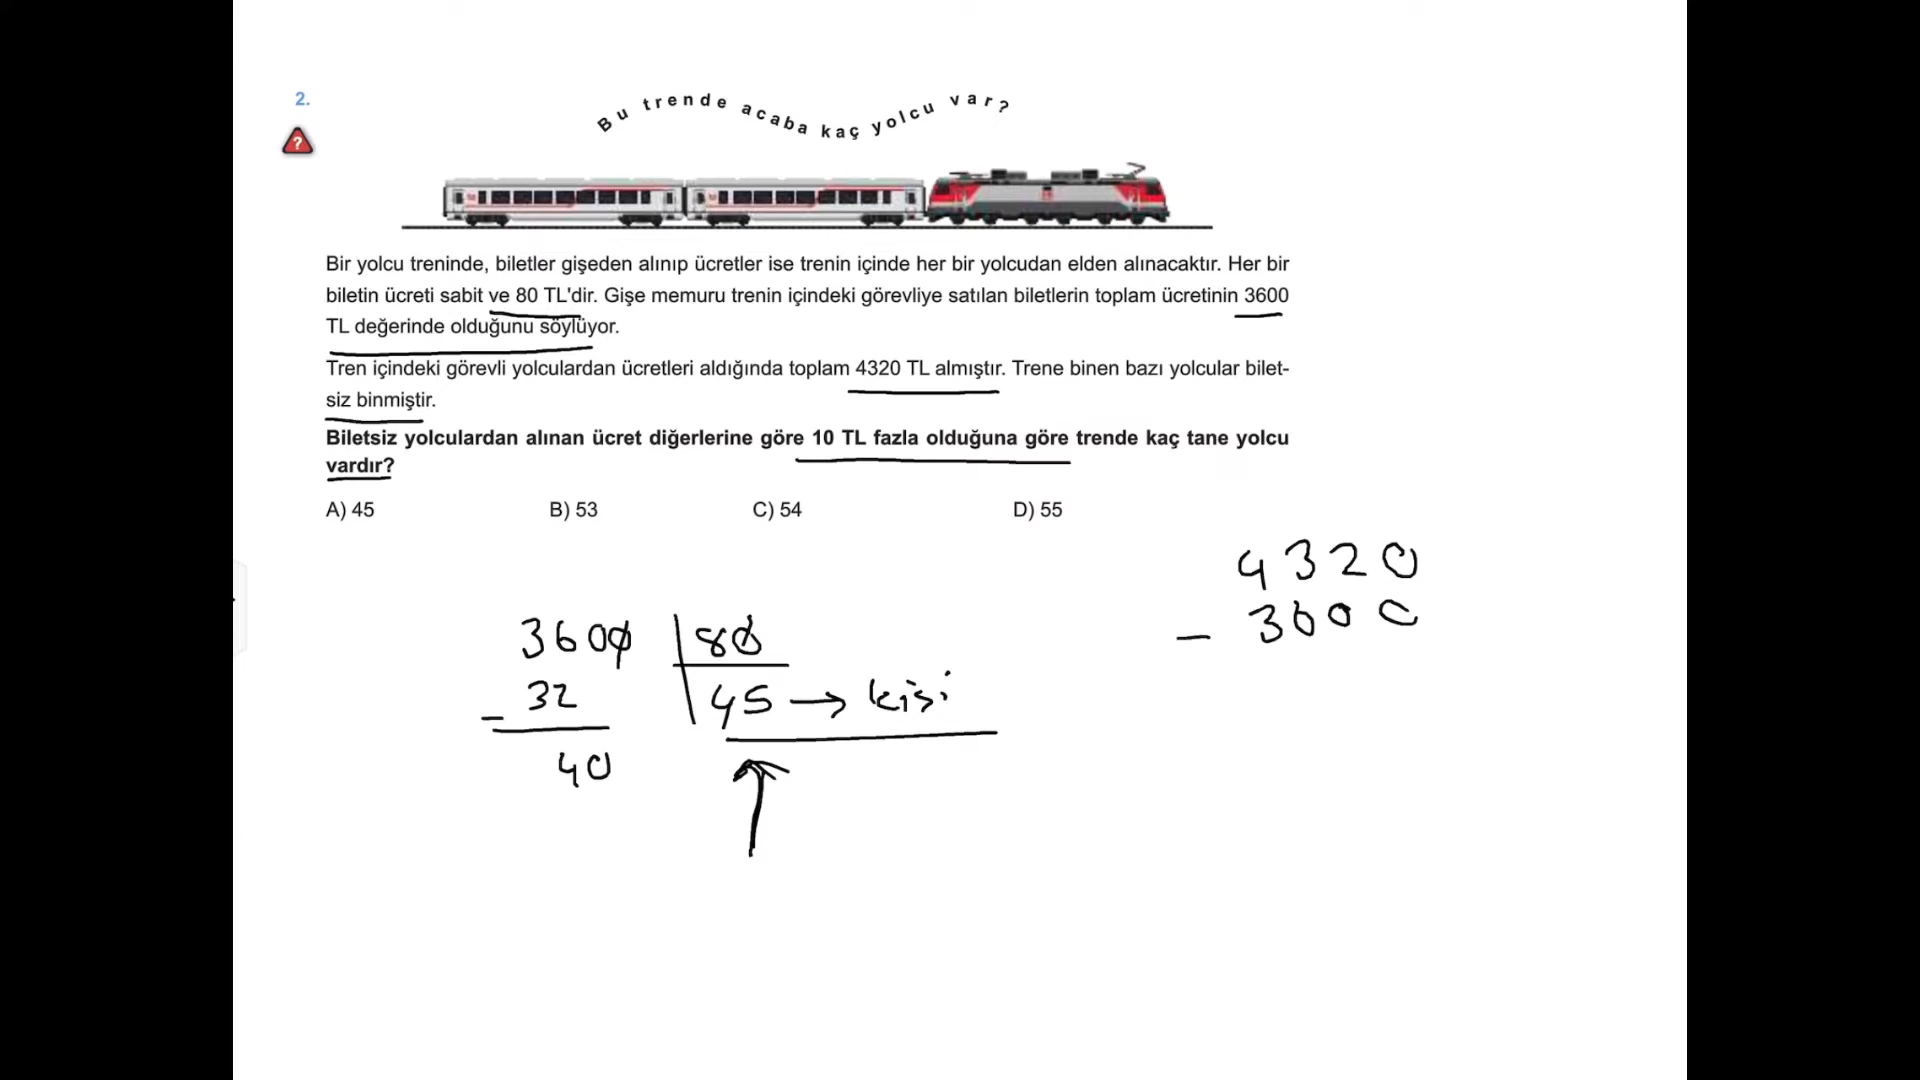 2.
Bu trende acaba kaç yolcu var?
?
Bir yolcu treninde, biletler gişeden alınıp ücretler ise trenin içinde her bir yolcudan elden alınacaktır. Her bir
biletin ücreti sabit ve 80 TL'dir. Gişe memuru trenin içindeki görevliye satılan biletlerin toplam ücretinin 3600
TL değerinde olduğunu söylüyor.
Tren içindeki görevli yolculardan ücretleri aldığında toplam 4320 TL almıştır. Trene binen bazı yolcular bilet-
siz binmiştir.
Biletsiz yolculardan alınan ücret diğerlerine göre 10 TL fazla olduğuna göre trende kaç tane yolcu
vardır?
A) 45 B) 53 C) 54 D) 55
4320
- 3600
3600 80
- 32 45 → kişi
40